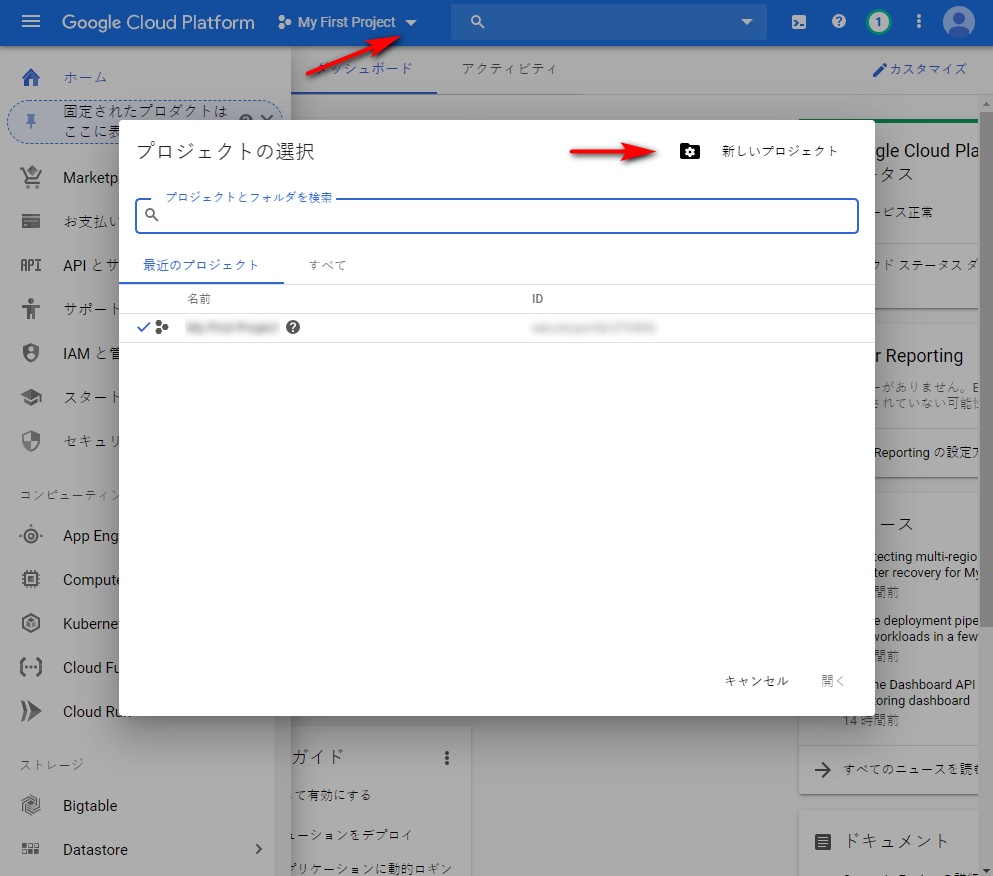 Google Cloud Platform
My First Project
1
ホーム
固定されたプロダクトは
ここに表
ダッシュボード
アクティビティ
カスタマイズ
プロジェクトの選択
新しいプロジェクト
プロジェクトとフォルダを検索
最近のプロジェクト
すべて
名前
ID
Marketp
お支払い
API とサ
サポート
IAM と管
スタート
セキュリ
コンピューティン
App Eng
Compute
Kuberne
Cloud Fu
Cloud Run
ストレージ
Bigtable
Datastore
キャンセル
開く
gle Cloud Pla
タス
ービス正常
ウド ステータス ダ
r Reporting
ーがありません。E
されていない可能性
Reporting の設定方
ース
tecting multi-regio
ter recovery for My
間前
e deployment pipe
workloads in a few
間前
ne Dashboard API
toring dashboard
14 時間前
すべてのニュースを読む
ガイド
て有効にする
ューションをデプロイ
プリケーションに動的ロギン
ドキュメント